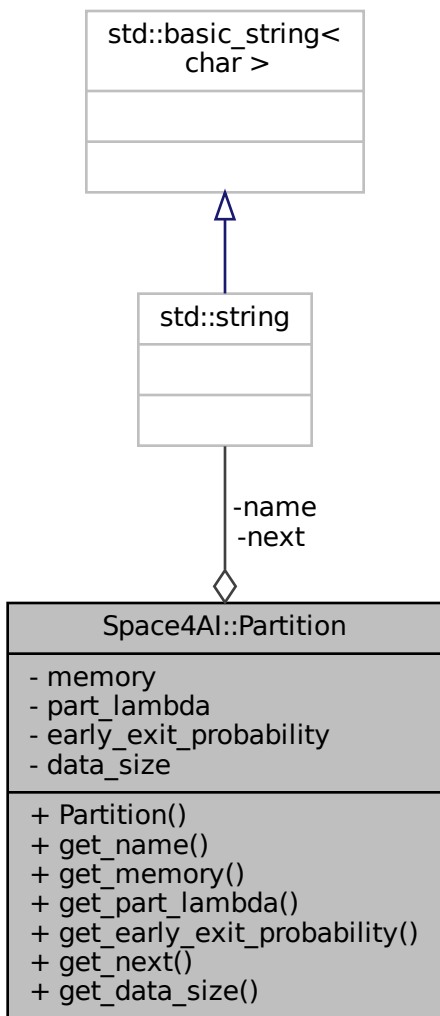 std::basic_string<
char >
std::string
-name
-next
Space4AI::Partition
- memory
- part_lambda
- early_exit_probability
- data_size
+ Partition()
+ get_name()
+ get_memory()
+ get_part_lambda()
+ get_early_exit_probability()
+ get_next()
+ get_data_size()